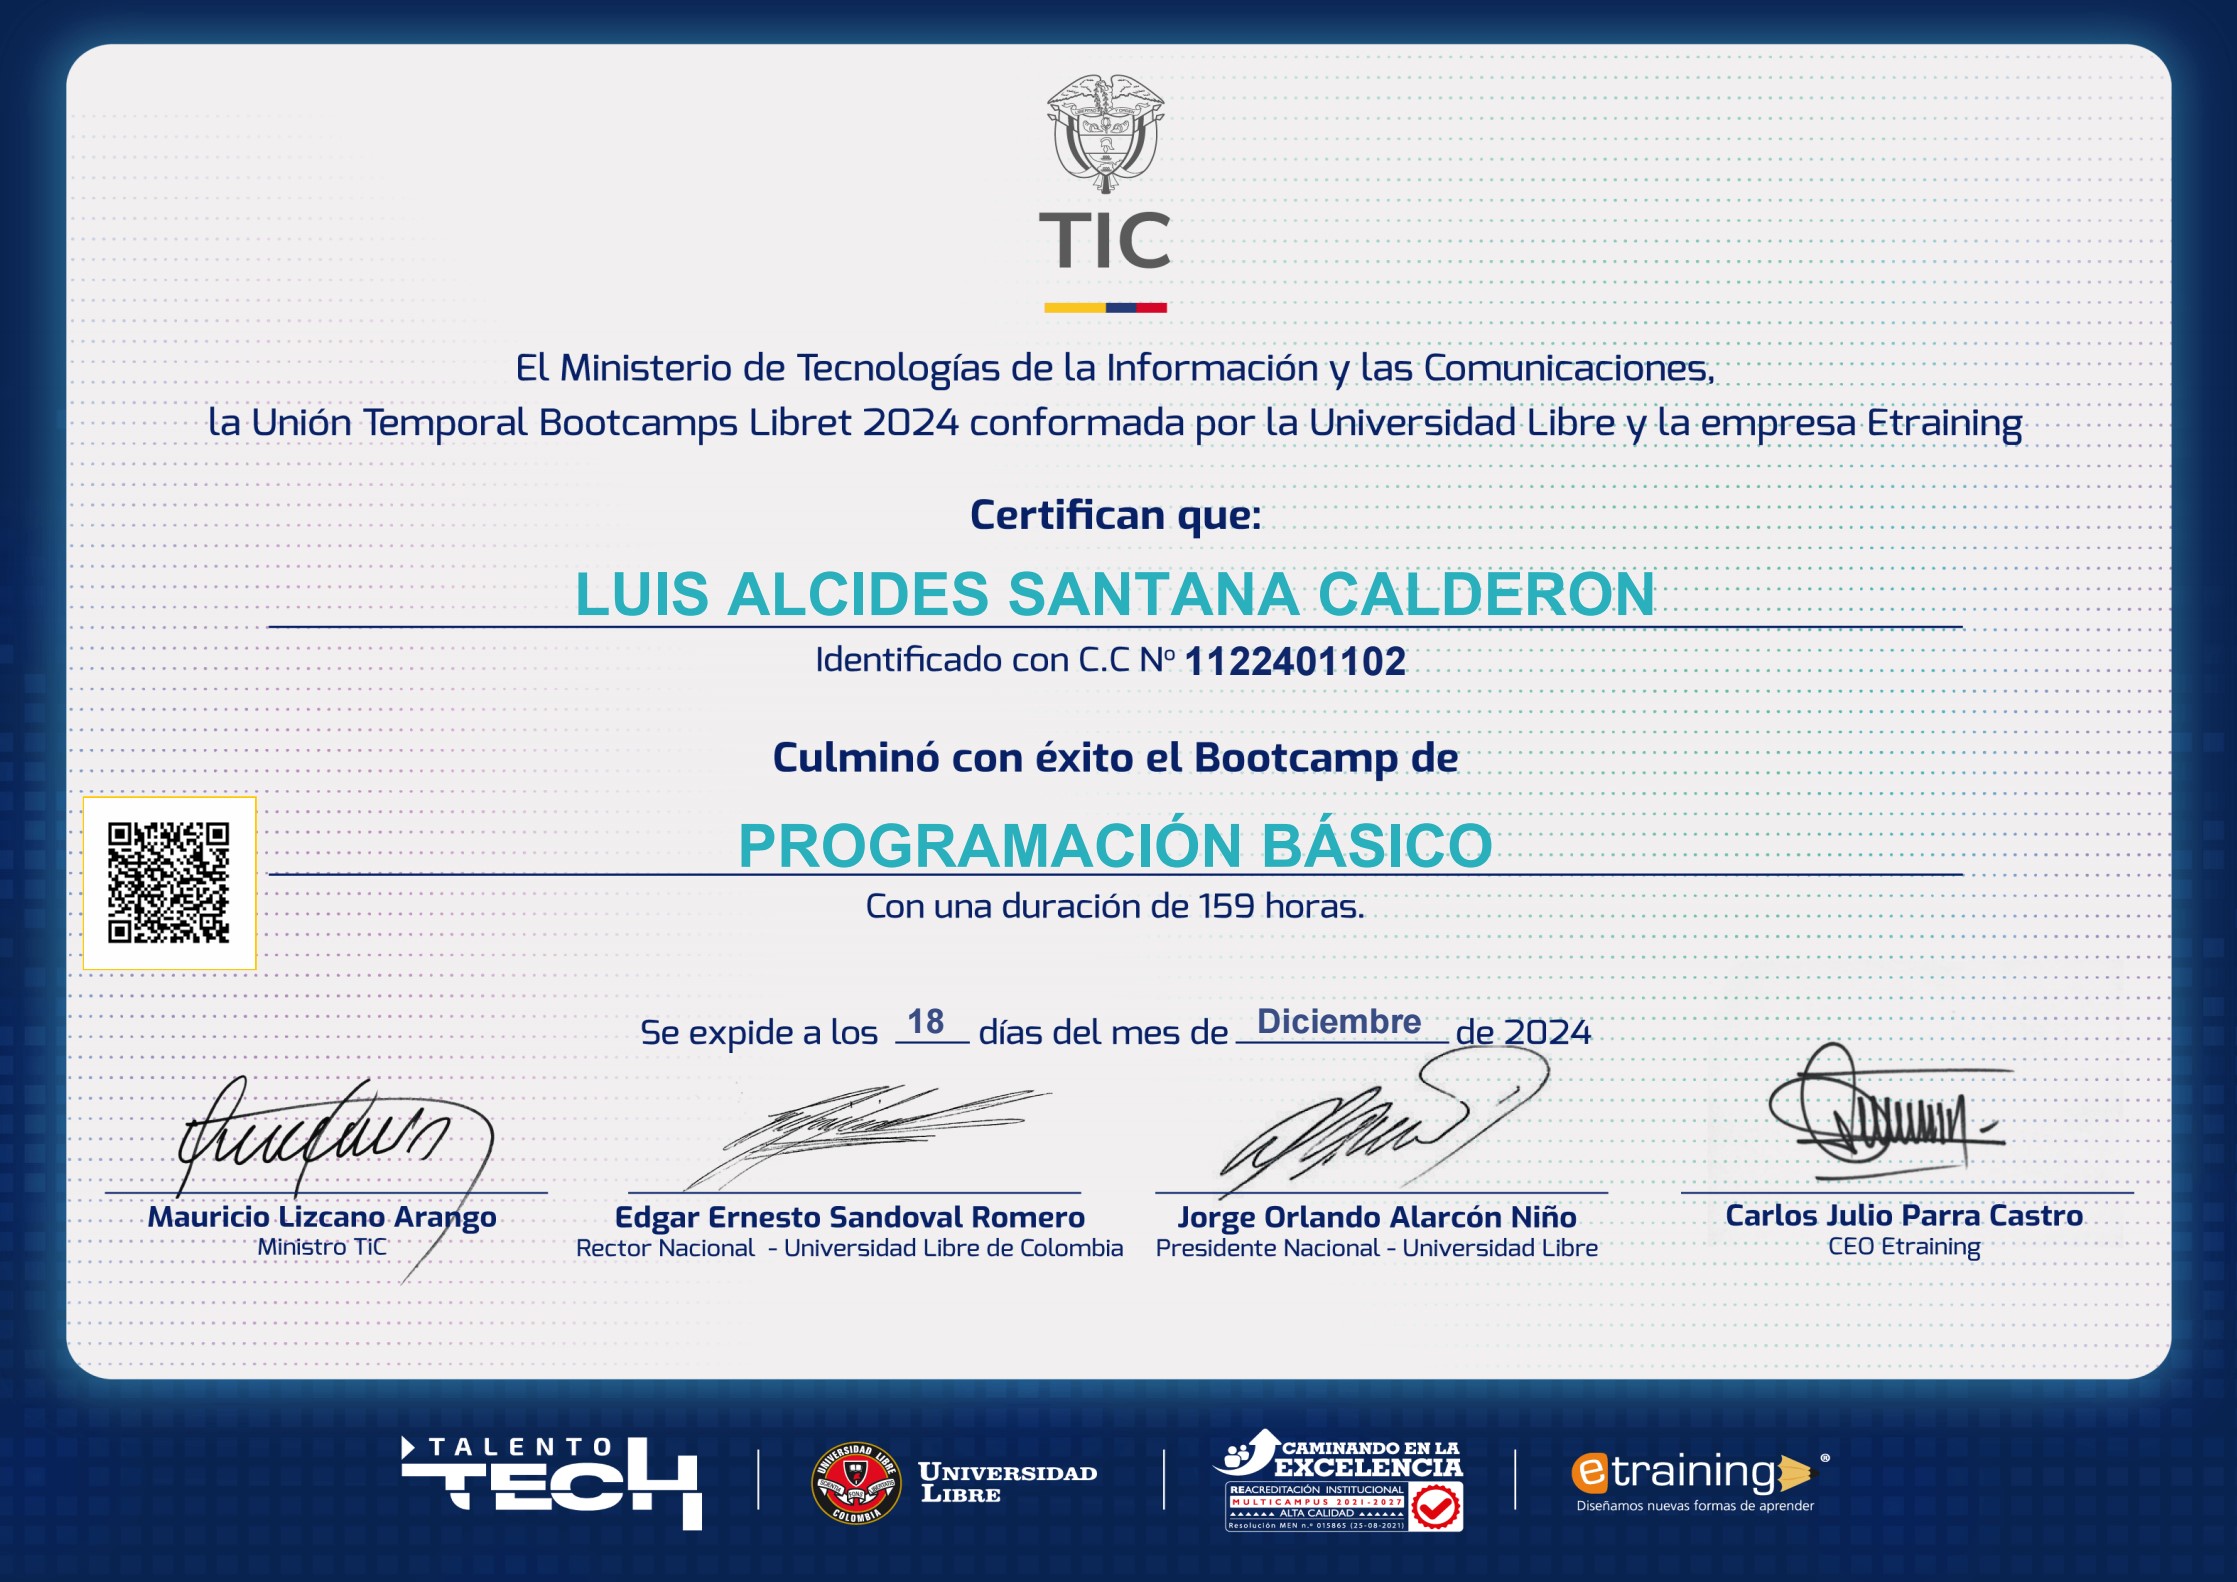 TIC
El Ministerio de Tecnologías de la Información y las Comunicaciones,
la Unión Temporal Bootcamps Libret 2024 conformada por la Universidad Libre y la empresa Etraining
Certifican que:
LUIS ALCIDES SANTANA CALDERON
Identificado con C.C Nº 1122401102
Culminó con éxito el Bootcamp de
PROGRAMACIÓN BÁSICO
Con una duración de 159 horas.
Se expide a los 18 días del mes de Diciembre de 2024
Mauricio Lizcano Arango
Ministro TiC
Edgar Ernesto Sandoval Romero
Rector Nacional - Universidad Libre de Colombia
Jorge Orlando Alarcón Niño
Presidente Nacional - Universidad Libre
Carlos Julio Parra Castro
CEO Etraining
TALENTO
TECH
UNIVERSIDAD LIBRE
COLOMBIA
UNIVERSIDAD
LIBRE
CAMINANDO EN LA
EXCELENCIA
REACREDITACIÓN INSTITUCIONAL
MULTICAMPUS 2021-2027
ALTA CALIDAD
Resolución MEN n.º 015865 (25-08-2021)
etraining®
Diseñamos nuevas formas de aprender